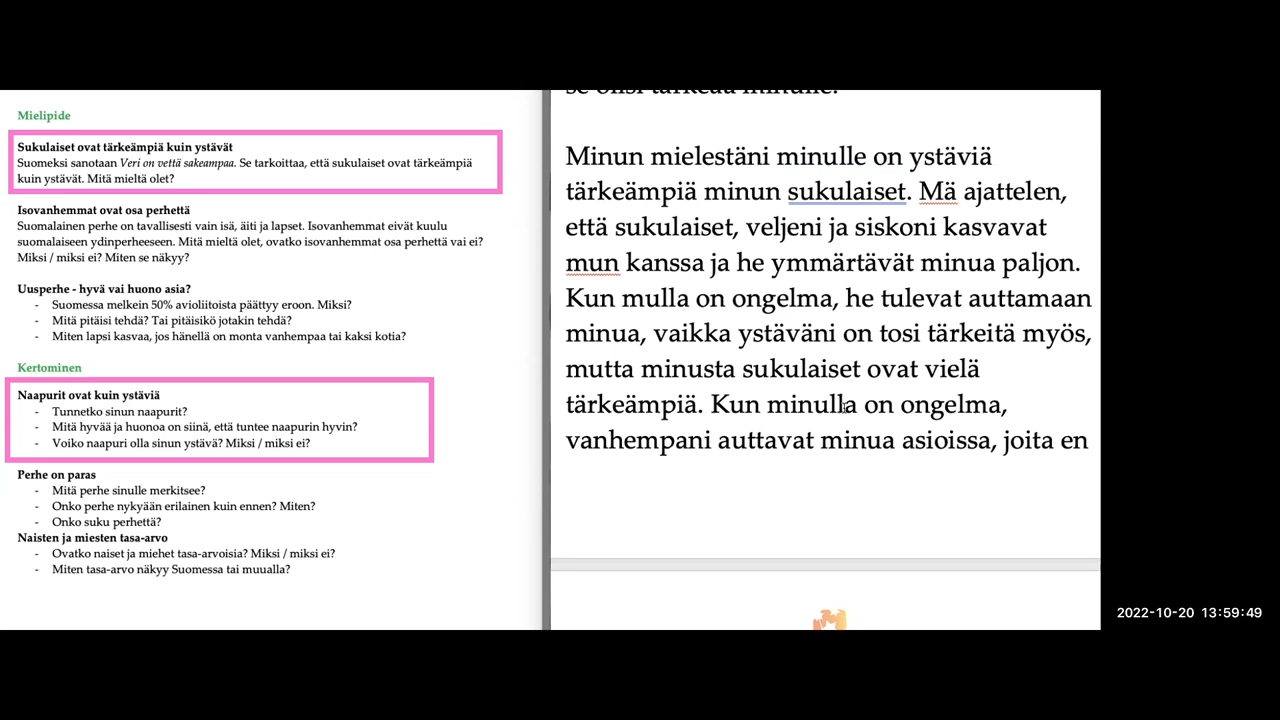 Mielipide
Sukulaiset ovat tärkeämpiä kuin ystävät
Suomeksi sanotaan Veri on vettä sakeampaa. Se tarkoittaa, että sukulaiset ovat tärkeämpiä
kuin ystävät. Mitä mieltä olet?
Isovanhemmat ovat osa perhettä
Suomalainen perhe on tavallisesti vain isä, äiti ja lapset. Isovanhemmat eivät kuulu
suomalaiseen ydinperheeseen. Mitä mieltä olet, ovatko isovanhemmat osa perhettä vai ei?
Miksi / miksi ei? Miten se näkyy?
Uusperhe - hyvä vai huono asia?
- Suomessa melkein 50% avioliitoista päättyy eroon. Miksi?
- Mitä pitäisi tehdä? Tai pitäisikö jotakin tehdä?
- Miten lapsi kasvaa, jos hänellä on monta vanhempaa tai kaksi kotia?
Kertominen
Naapurit ovat kuin ystäviä
- Tunnetko sinun naapurit?
- Mitä hyvää ja huonoa on siinä, että tuntee naapurin hyvin?
- Voiko naapuri olla sinun ystävä? Miksi / miksi ei?
Perhe on paras
- Mitä perhe sinulle merkitsee?
- Onko perhe nykyään erilainen kuin ennen? Miten?
- Onko suku perhettä?
Naisten ja miesten tasa-arvo
- Ovatko naiset ja miehet tasa-arvoisia? Miksi / miksi ei?
- Miten tasa-arvo näkyy Suomessa tai muualla?
se olisi tärkeää minulle.
Minun mielestäni minulle on ystäviä
tärkeämpiä minun sukulaiset. Mä ajattelen,
että sukulaiset, veljeni ja siskoni kasvavat
mun kanssa ja he ymmärtävät minua paljon.
Kun mulla on ongelma, he tulevat auttamaan
minua, vaikka ystäväni on tosi tärkeitä myös,
mutta minusta sukulaiset ovat vielä
tärkeämpiä. Kun minulla on ongelma,
vanhempani auttavat minua asioissa, joita en
2022-10-20 13:59:49